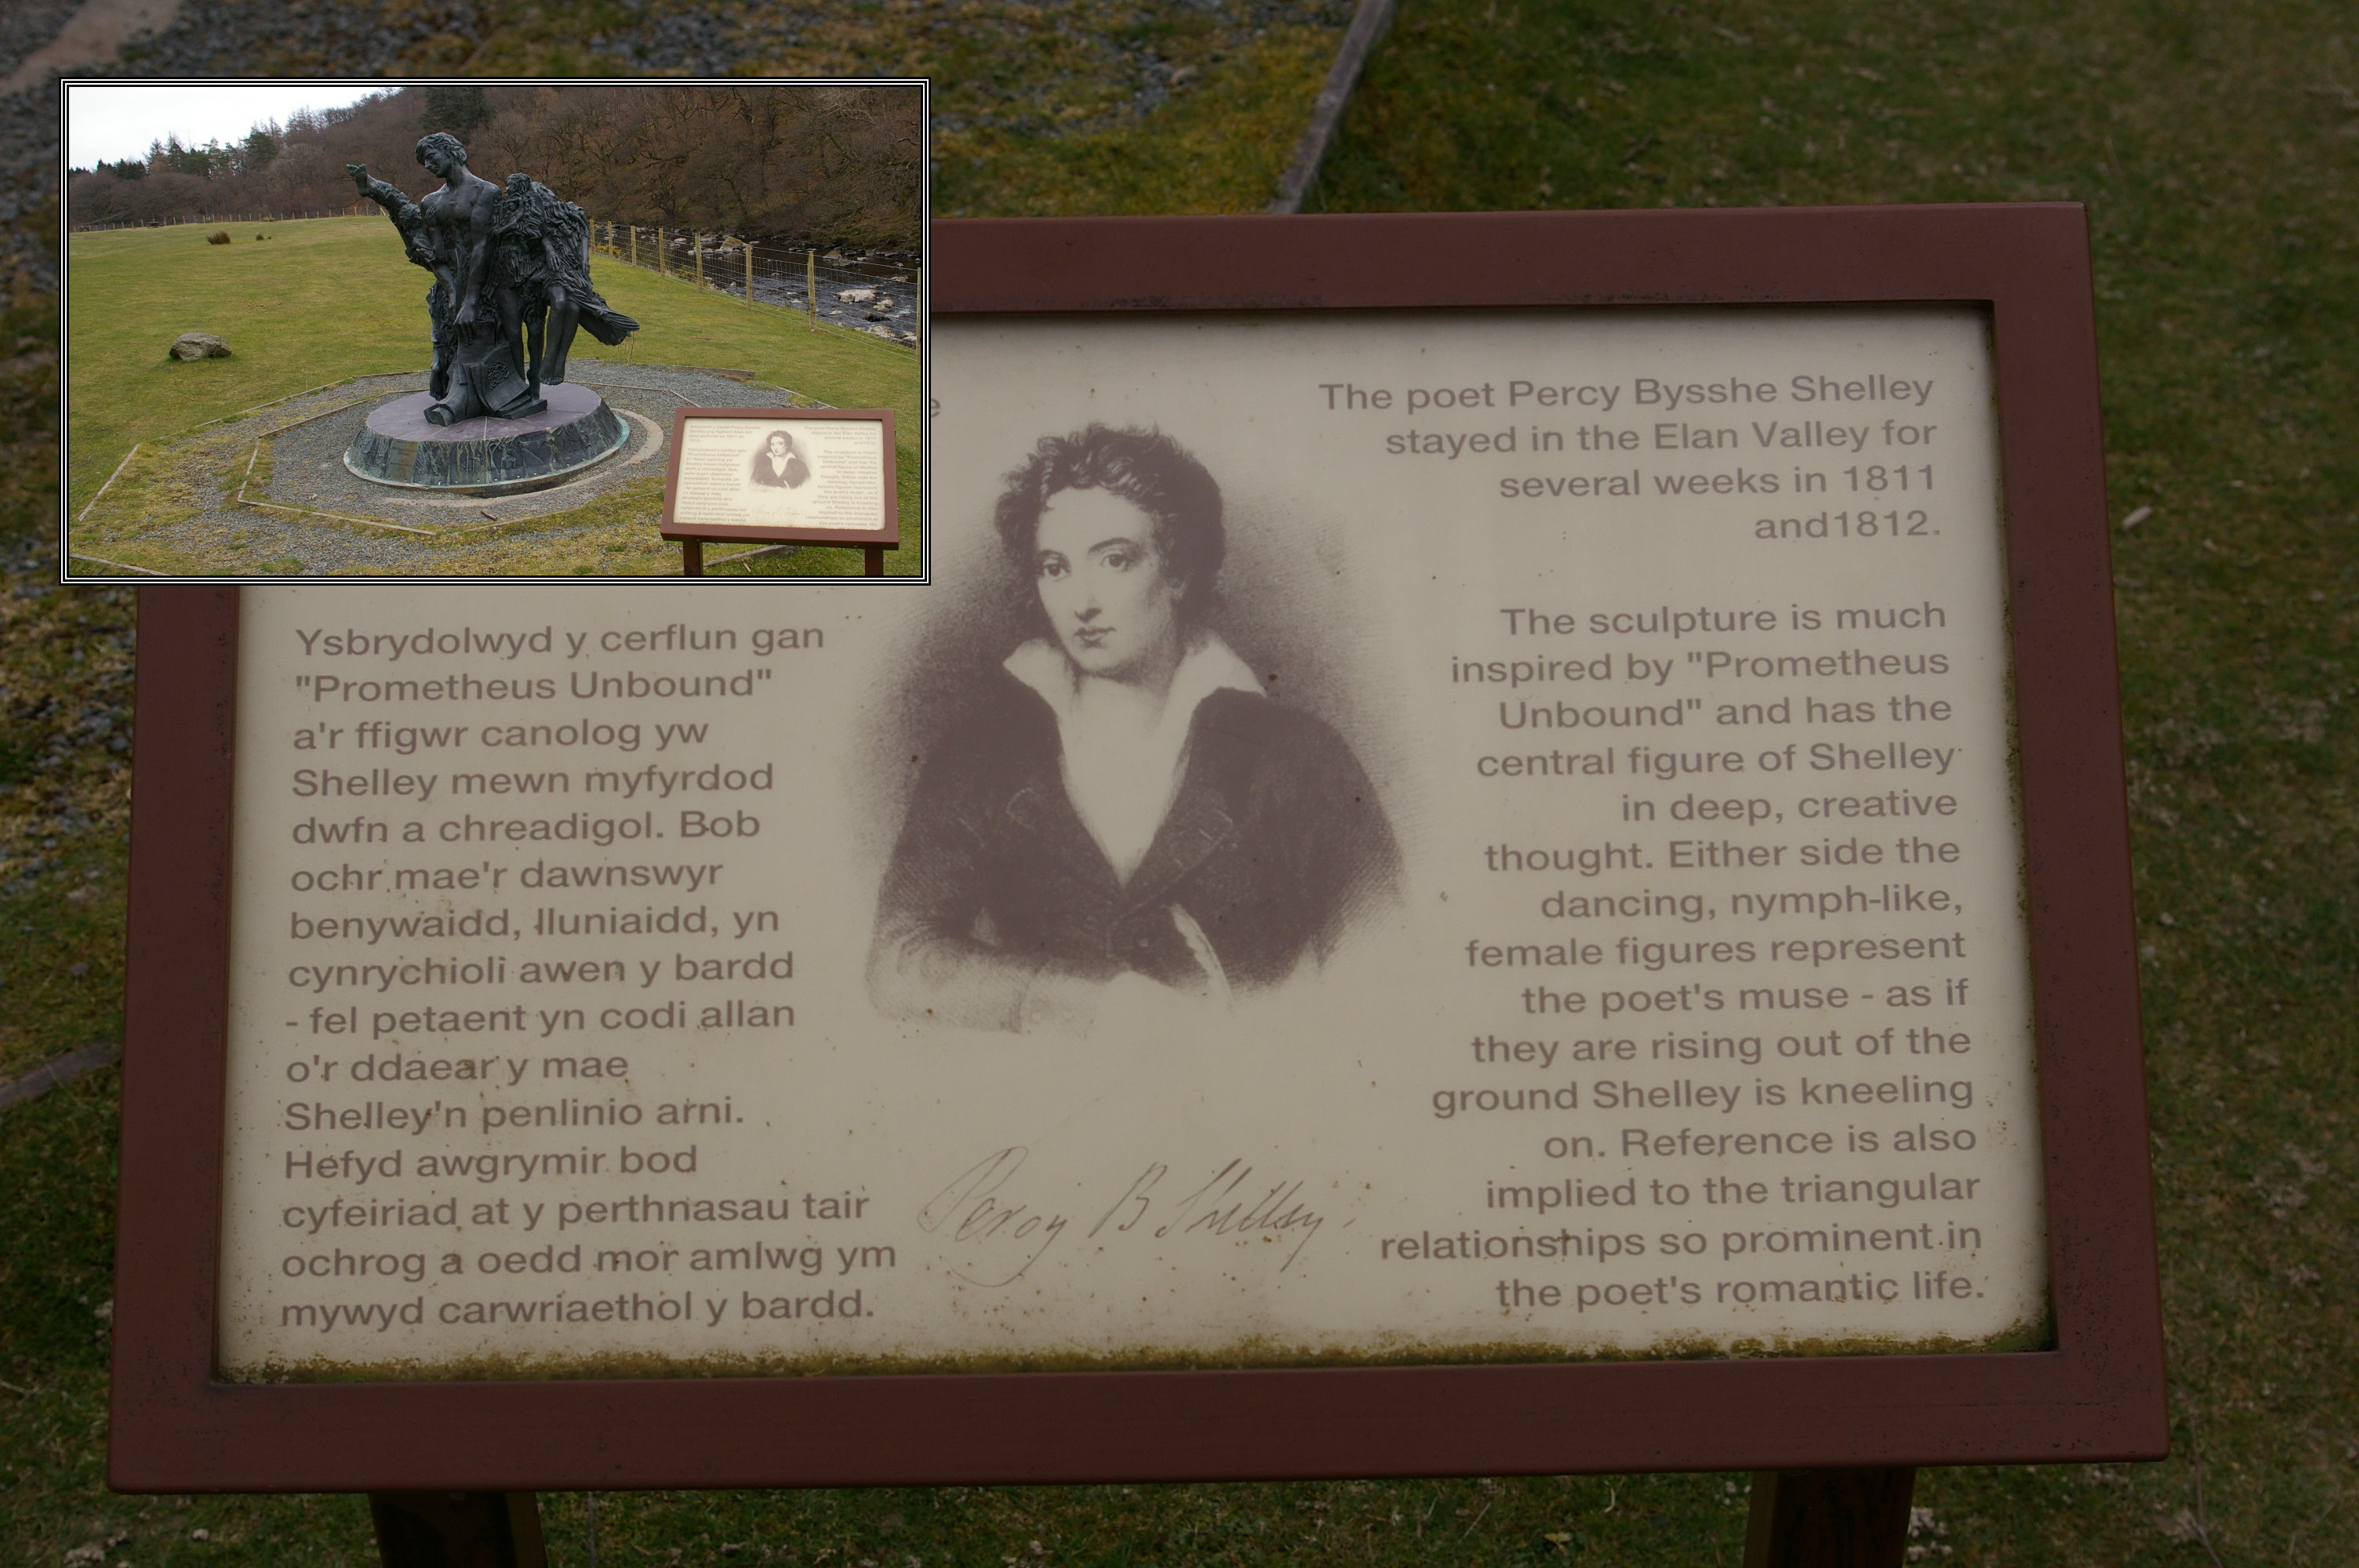 Ysbrydolwyd y cerflun gan
"Prometheus Unbound"
a'r ffigwr canolog yw
Shelley mewn myfyrdod
dwfn a chreadigol. Bob
ochr mae'r dawnswyr
benywaidd, lluniaidd, yn
cynrychioli awen y bardd
- fel petaent yn codi allan
o'r ddaear y mae
Shelley'n penlinio arni.
Hefyd awgrymir bod
cyfeiriad at y perthnasau tair
ochrog a oedd mor amlwg ym
mywyd carwriaethol y bardd.
Percy B Shelley.
The poet Percy Bysshe Shelley
stayed in the Elan Valley for
several weeks in 1811
and1812.
The sculpture is much
inspired by "Prometheus
Unbound" and has the
central figure of Shelley
in deep, creative
thought. Either side the
dancing, nymph-like,
female figures represent
the poet's muse - as if
they are rising out of the
ground Shelley is kneeling
on. Reference is also
implied to the triangular
relationships so prominent in
the poet's romantic life.